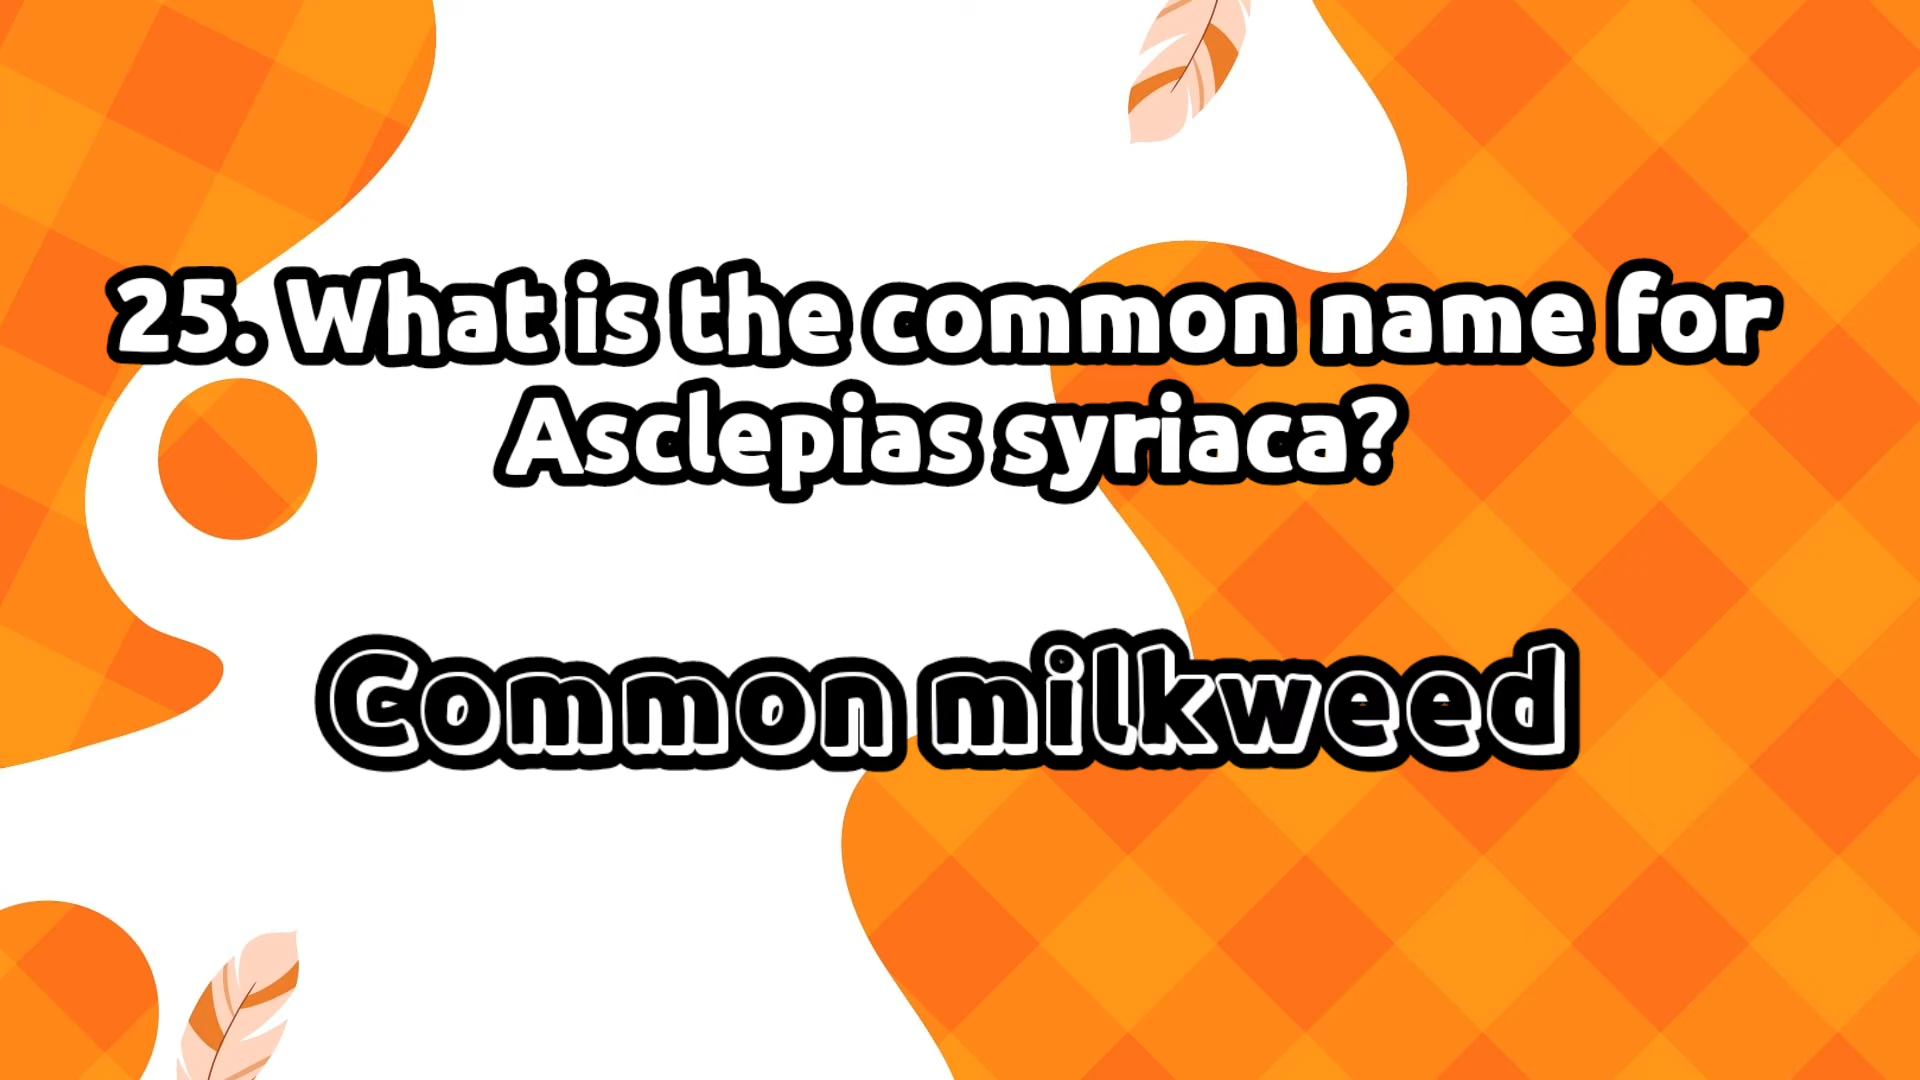 25. What is the common name for
Asclepias syriaca?
Common milkweed